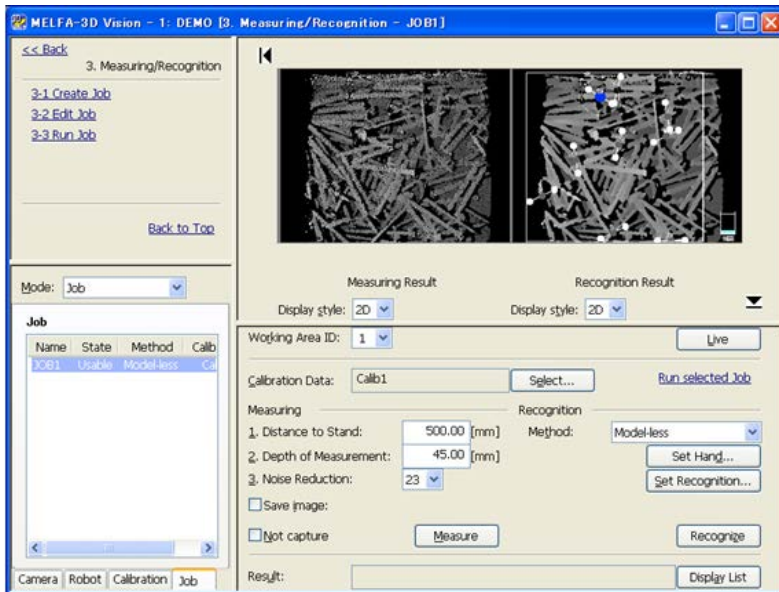 MELFA-3D Vision - 1: DEMO [3. Measuring/Recognition - JOB1]
<< Back
3. Measuring/Recognition
3-1 Create Job
3-2 Edit Job
3-3 Run Job
Back to Top
Measuring Result
Recognition Result
Display style: 2D
Display style: 2D
Mode: Job
Job
Name State Method Calib
JOB1 Usable Model-less Cal
Camera Robot Calibration Job
Working Area ID: 1
Live
Calibration Data: Calib1
Select...
Run selected Job
Measuring
Recognition
1. Distance to Stand: 500.00 [mm]
Method: Model-less
2. Depth of Measurement: 45.00 [mm]
Set Hand...
3. Noise Reduction: 23
Set Recognition...
Save image:
Not capture
Measure
Recognize
Result:
Display List